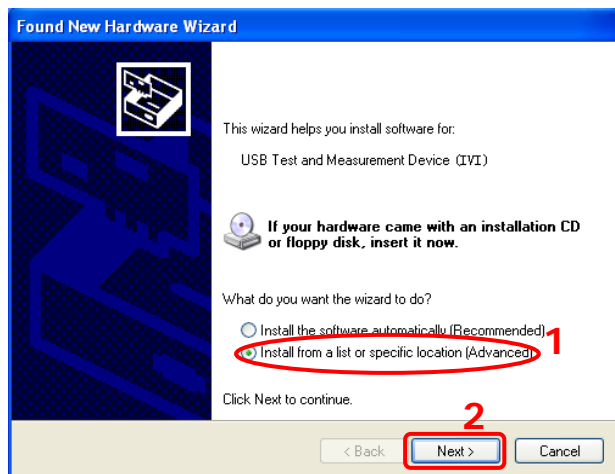 Found New Hardware Wizard
This wizard helps you install software for:
USB Test and Measurement Device (IVI)
If your hardware came with an installation CD
or floppy disk, insert it now.
What do you want the wizard to do?
Install the software automatically (Recommended)
Install from a list or specific location (Advanced) 1
Click Next to continue.
2
< Back Next > Cancel